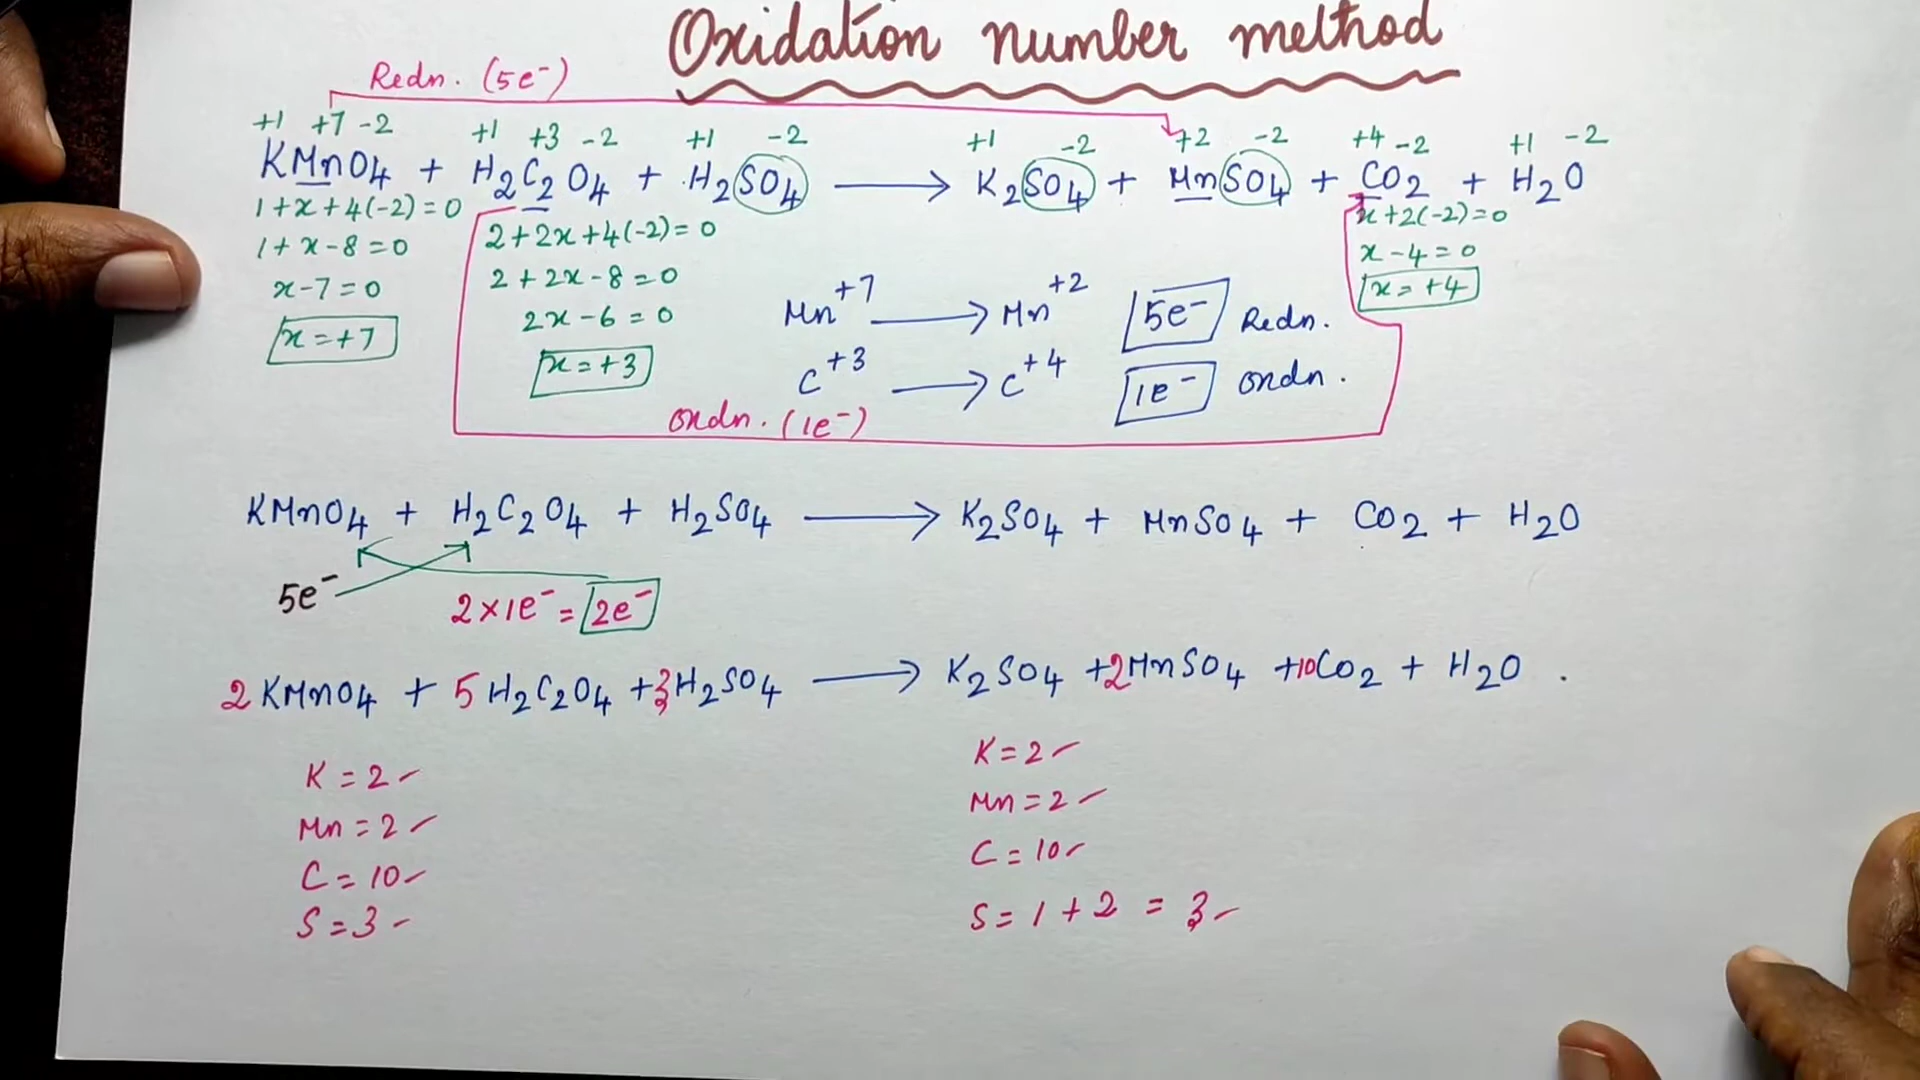 Oxidation number method
Redn. (5e⁻)
+1 +7 -2 +1 +3 -2 +1 -2 +1 -2 +2 -2 +4 -2 +1 -2
KMnO4 + H2C2O4 + H2SO4 ⟶ K2SO4 + MnSO4 + CO2 + H2O
1+x+4(-2)=0
1+x-8=0
x-7=0
x=+7
2+2x+4(-2)=0
2+2x-8=0
2x-6=0
x=+3
x+2(-2)=0
x-4=0
x=+4
Mn⁺⁷ ⟶ Mn⁺² 5e⁻ Redn.
C⁺³ ⟶ C⁺⁴ 1e⁻ oxdn.
oxdn. (1e⁻)
KMnO4 + H2C2O4 + H2SO4 ⟶ K2SO4 + MnSO4 + CO2 + H2O
5e⁻ 2×1e⁻ = 2e⁻
2KMnO4 + 5H2C2O4 + 3H2SO4 ⟶ K2SO4 + 2MnSO4 + 10CO2 + H2O.
K = 2
Mn = 2
C = 10
S = 3
K = 2
Mn = 2
C = 10
S = 1 + 2 = 3